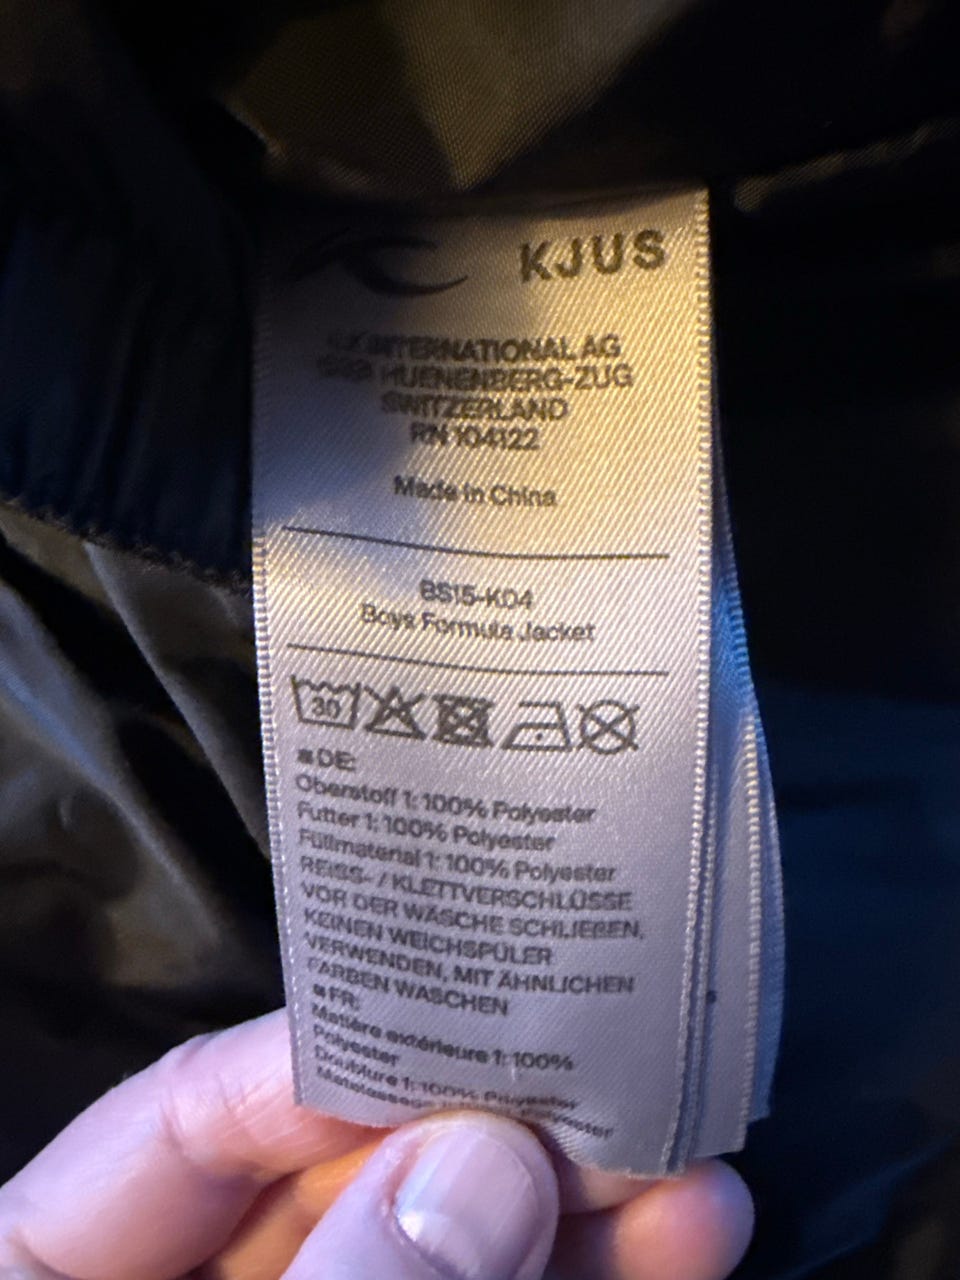 KJUS
INTERNATIONAL AG
HUENENBERG-ZUG
SWITZERLAND
RN 104122
Made in China
BS15-K04
Boys Formula Jacket
30
DE:
Oberstoff 1: 100% Polyester
Futter 1: 100% Polyester
Füllmaterial 1: 100% Polyester
REISS- / KLETTVERSCHLÜSSE
VOR DER WÄSCHE SCHLIEßEN,
KEINEN WEICHSPÜLER
VERWENDEN, MIT ÄHNLICHEN
FARBEN WASCHEN
FR:
Matière extérieure 1: 100%
Polyester
Doublure 1: 100% Polyester
Polyester